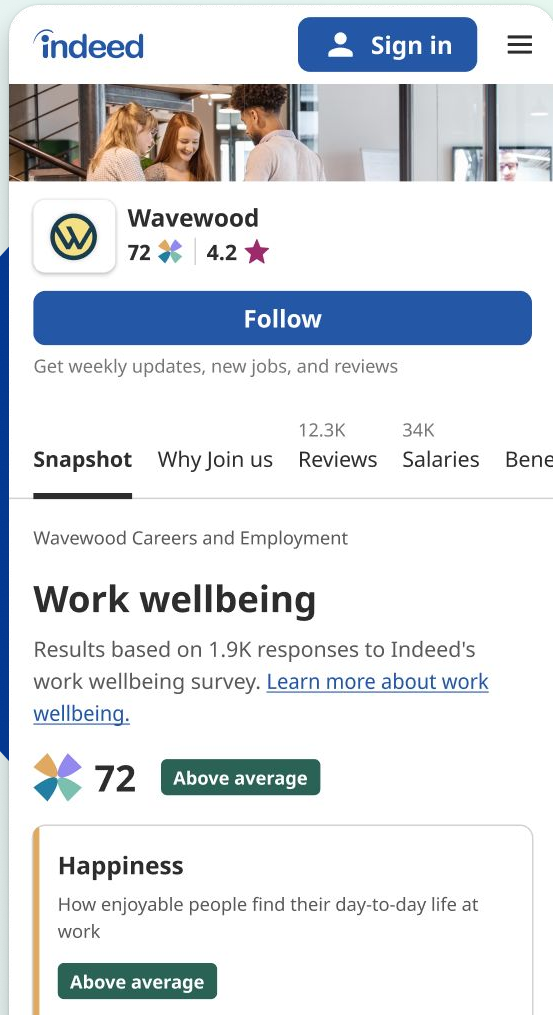 indeed
Sign in
Wavewood
72 4.2
Follow
Get weekly updates, new jobs, and reviews
12.3K 34K
Snapshot Why Join us Reviews Salaries Bene
Wavewood Careers and Employment
Work wellbeing
Results based on 1.9K responses to Indeed's
work wellbeing survey. Learn more about work
wellbeing.
72 Above average
Happiness
How enjoyable people find their day-to-day life at
work
Above average